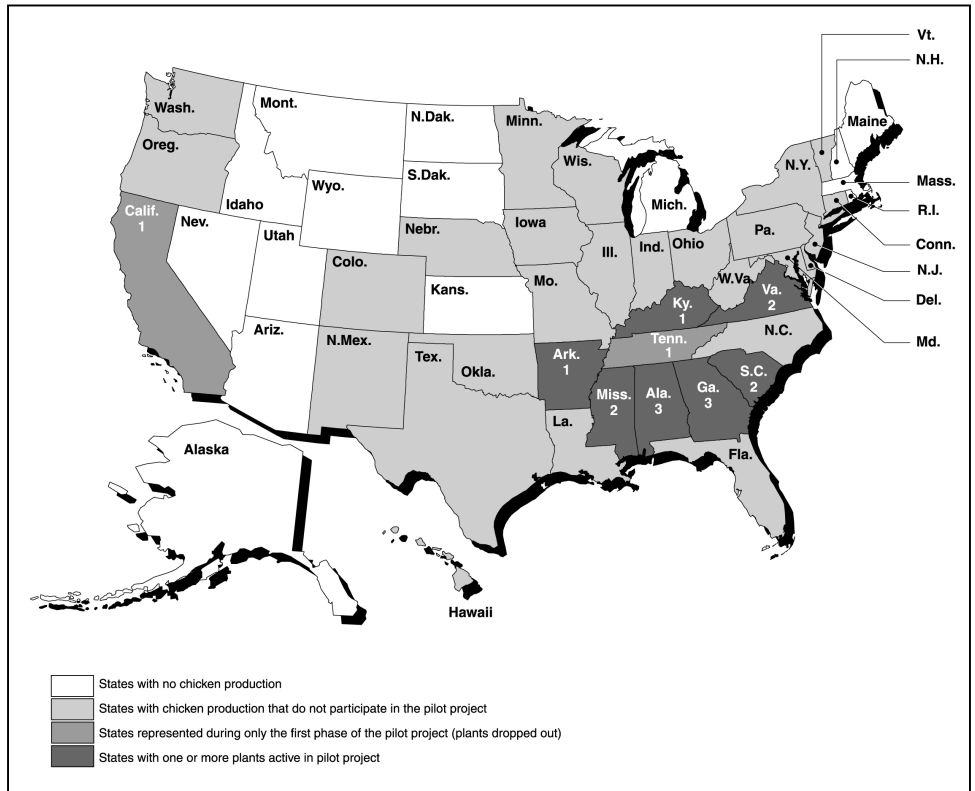 Vt.
N.H.
Wash.
Mont.
N.Dak.
Minn.
Maine
Oreg.
Wis.
N.Y.
S.Dak.
Wyo.
Mass.
Idaho
Mich.
Calif.
1
Nev.
R.I.
Iowa
Nebr.
Pa.
Utah
Ill.
Ind.
Ohio
Conn.
Colo.
N.J.
Mo.
W.Va.
Kans.
Va.
2
Del.
Ky.
1
Ariz.
N.Mex.
N.C.
Tenn.
1
Md.
Ark.
1
Tex.
Okla.
S.C.
2
Miss.
2
Ala.
3
Ga.
3
La.
Alaska
Fla.
Hawaii
States with no chicken production
States with chicken production that do not participate in the pilot project
States represented during only the first phase of the pilot project (plants dropped out)
States with one or more plants active in pilot project